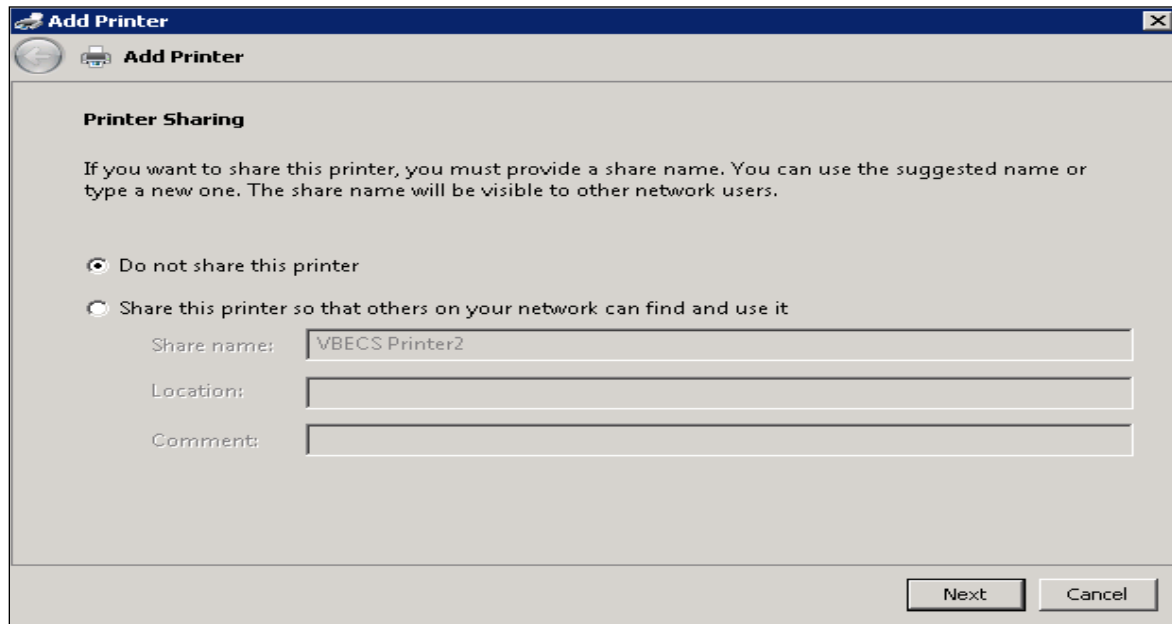 Add Printer
Add Printer
Printer Sharing
If you want to share this printer, you must provide a share name. You can use the suggested name or
type a new one. The share name will be visible to other network users.
Do not share this printer
Share this printer so that others on your network can find and use it
Share name: VBECS Printer2
Location:
Comment:
Next Cancel